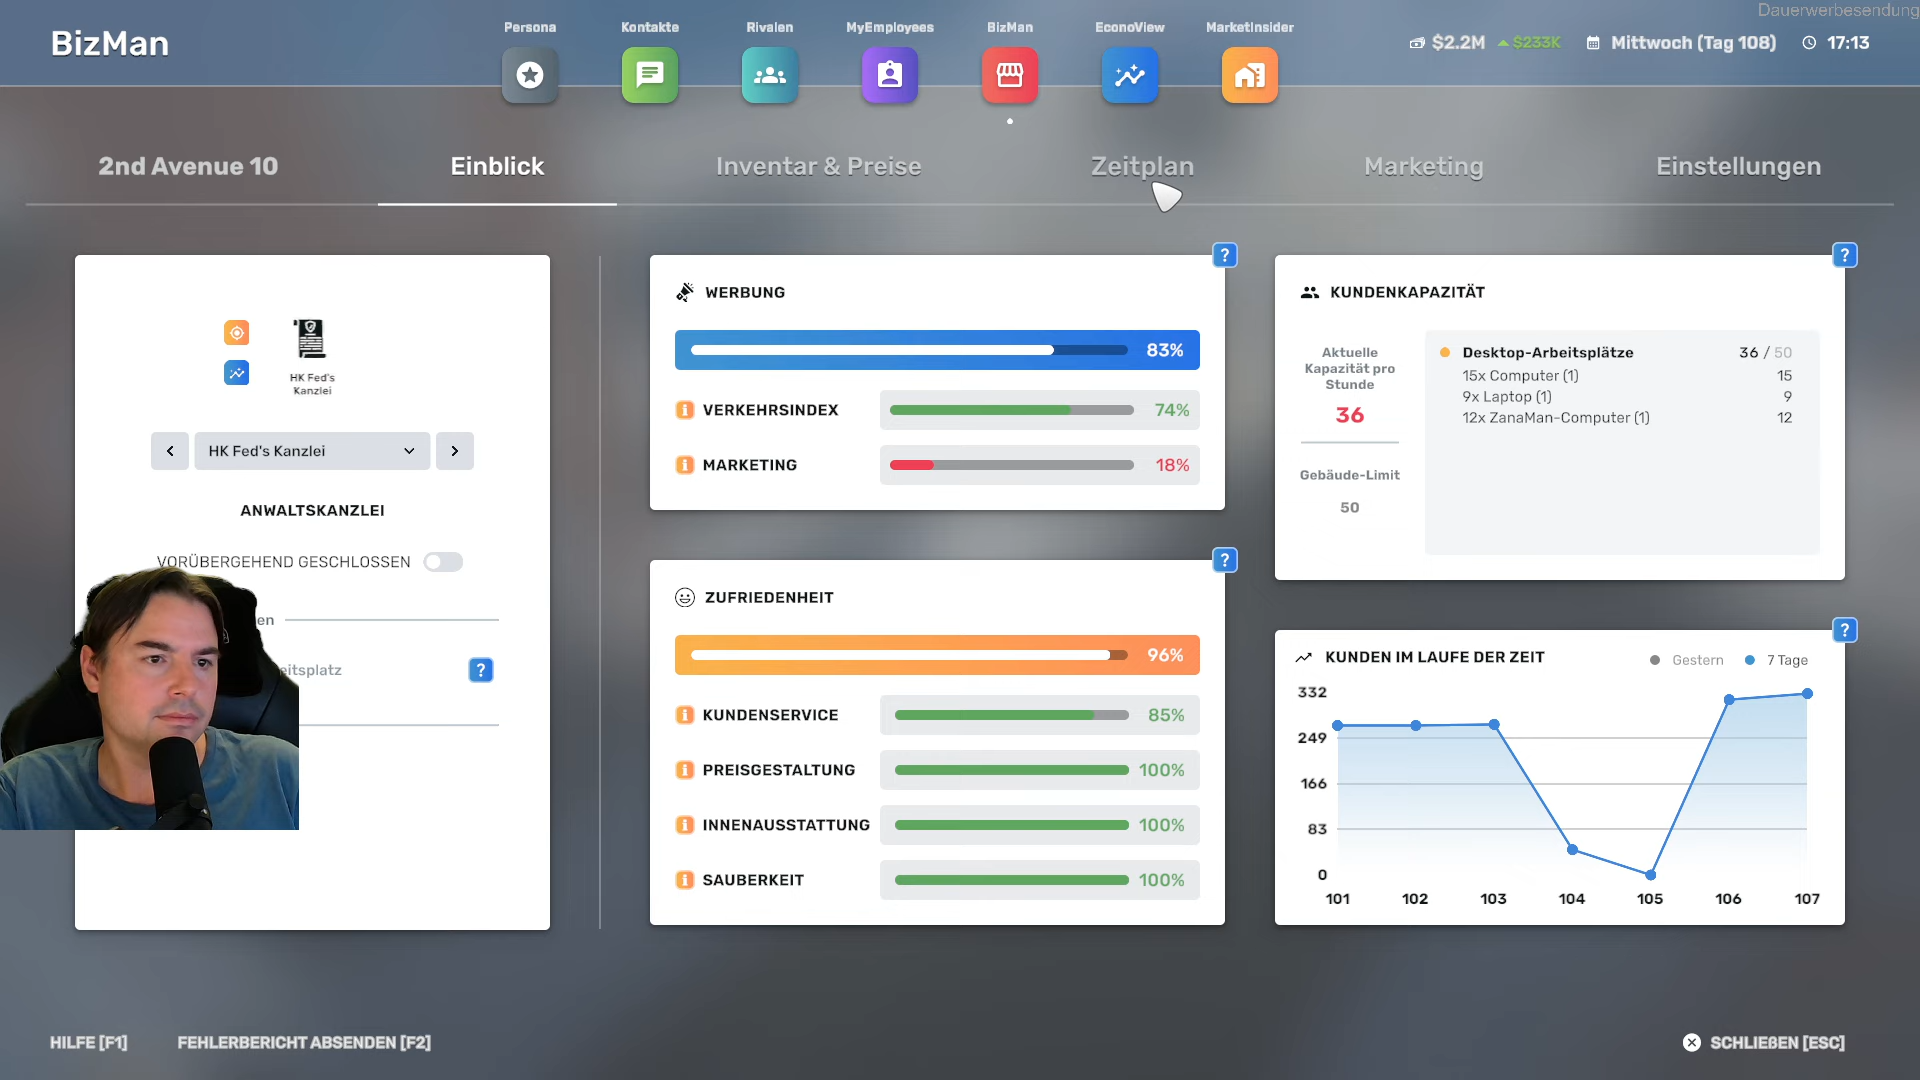 Dauerwerbesendung
BizMan
Persona
Kontakte
Rivalen
MyEmployees
BizMan
EconoView
MarketInsider
$2.2M
$233K
Mittwoch (Tag 108)
17:13
2nd Avenue 10
Einblick
Inventar & Preise
Zeitplan
Marketing
Einstellungen
HK Fed's
Kanzlei
HK Fed's Kanzlei
ANWALTSKANZLEI
VORÜBERGEHEND GESCHLOSSEN
en
eitsplatz
?
?
WERBUNG
83%
VERKEHRSINDEX
74%
MARKETING
18%
?
ZUFRIEDENHEIT
96%
KUNDENSERVICE
85%
PREISGESTALTUNG
100%
INNENAUSSTATTUNG
100%
SAUBERKEIT
100%
?
KUNDENKAPAZITÄT
Aktuelle
Kapazität pro
Stunde
36
Gebäude-Limit
50
Desktop-Arbeitsplätze
36 / 50
15x Computer (1)
15
9x Laptop (1)
9
12x ZanaMan-Computer (1)
12
?
KUNDEN IM LAUFE DER ZEIT
Gestern
7 Tage
332
249
166
83
0
101
102
103
104
105
106
107
HILFE [F1]
FEHLERBERICHT ABSENDEN [F2]
SCHLIEẞEN [ESC]